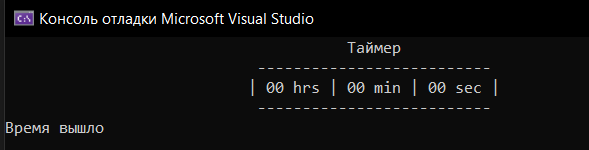 Консоль отладки Microsoft Visual Studio
Таймер
--------------------------
| 00 hrs | 00 min | 00 sec |
--------------------------
Время вышло